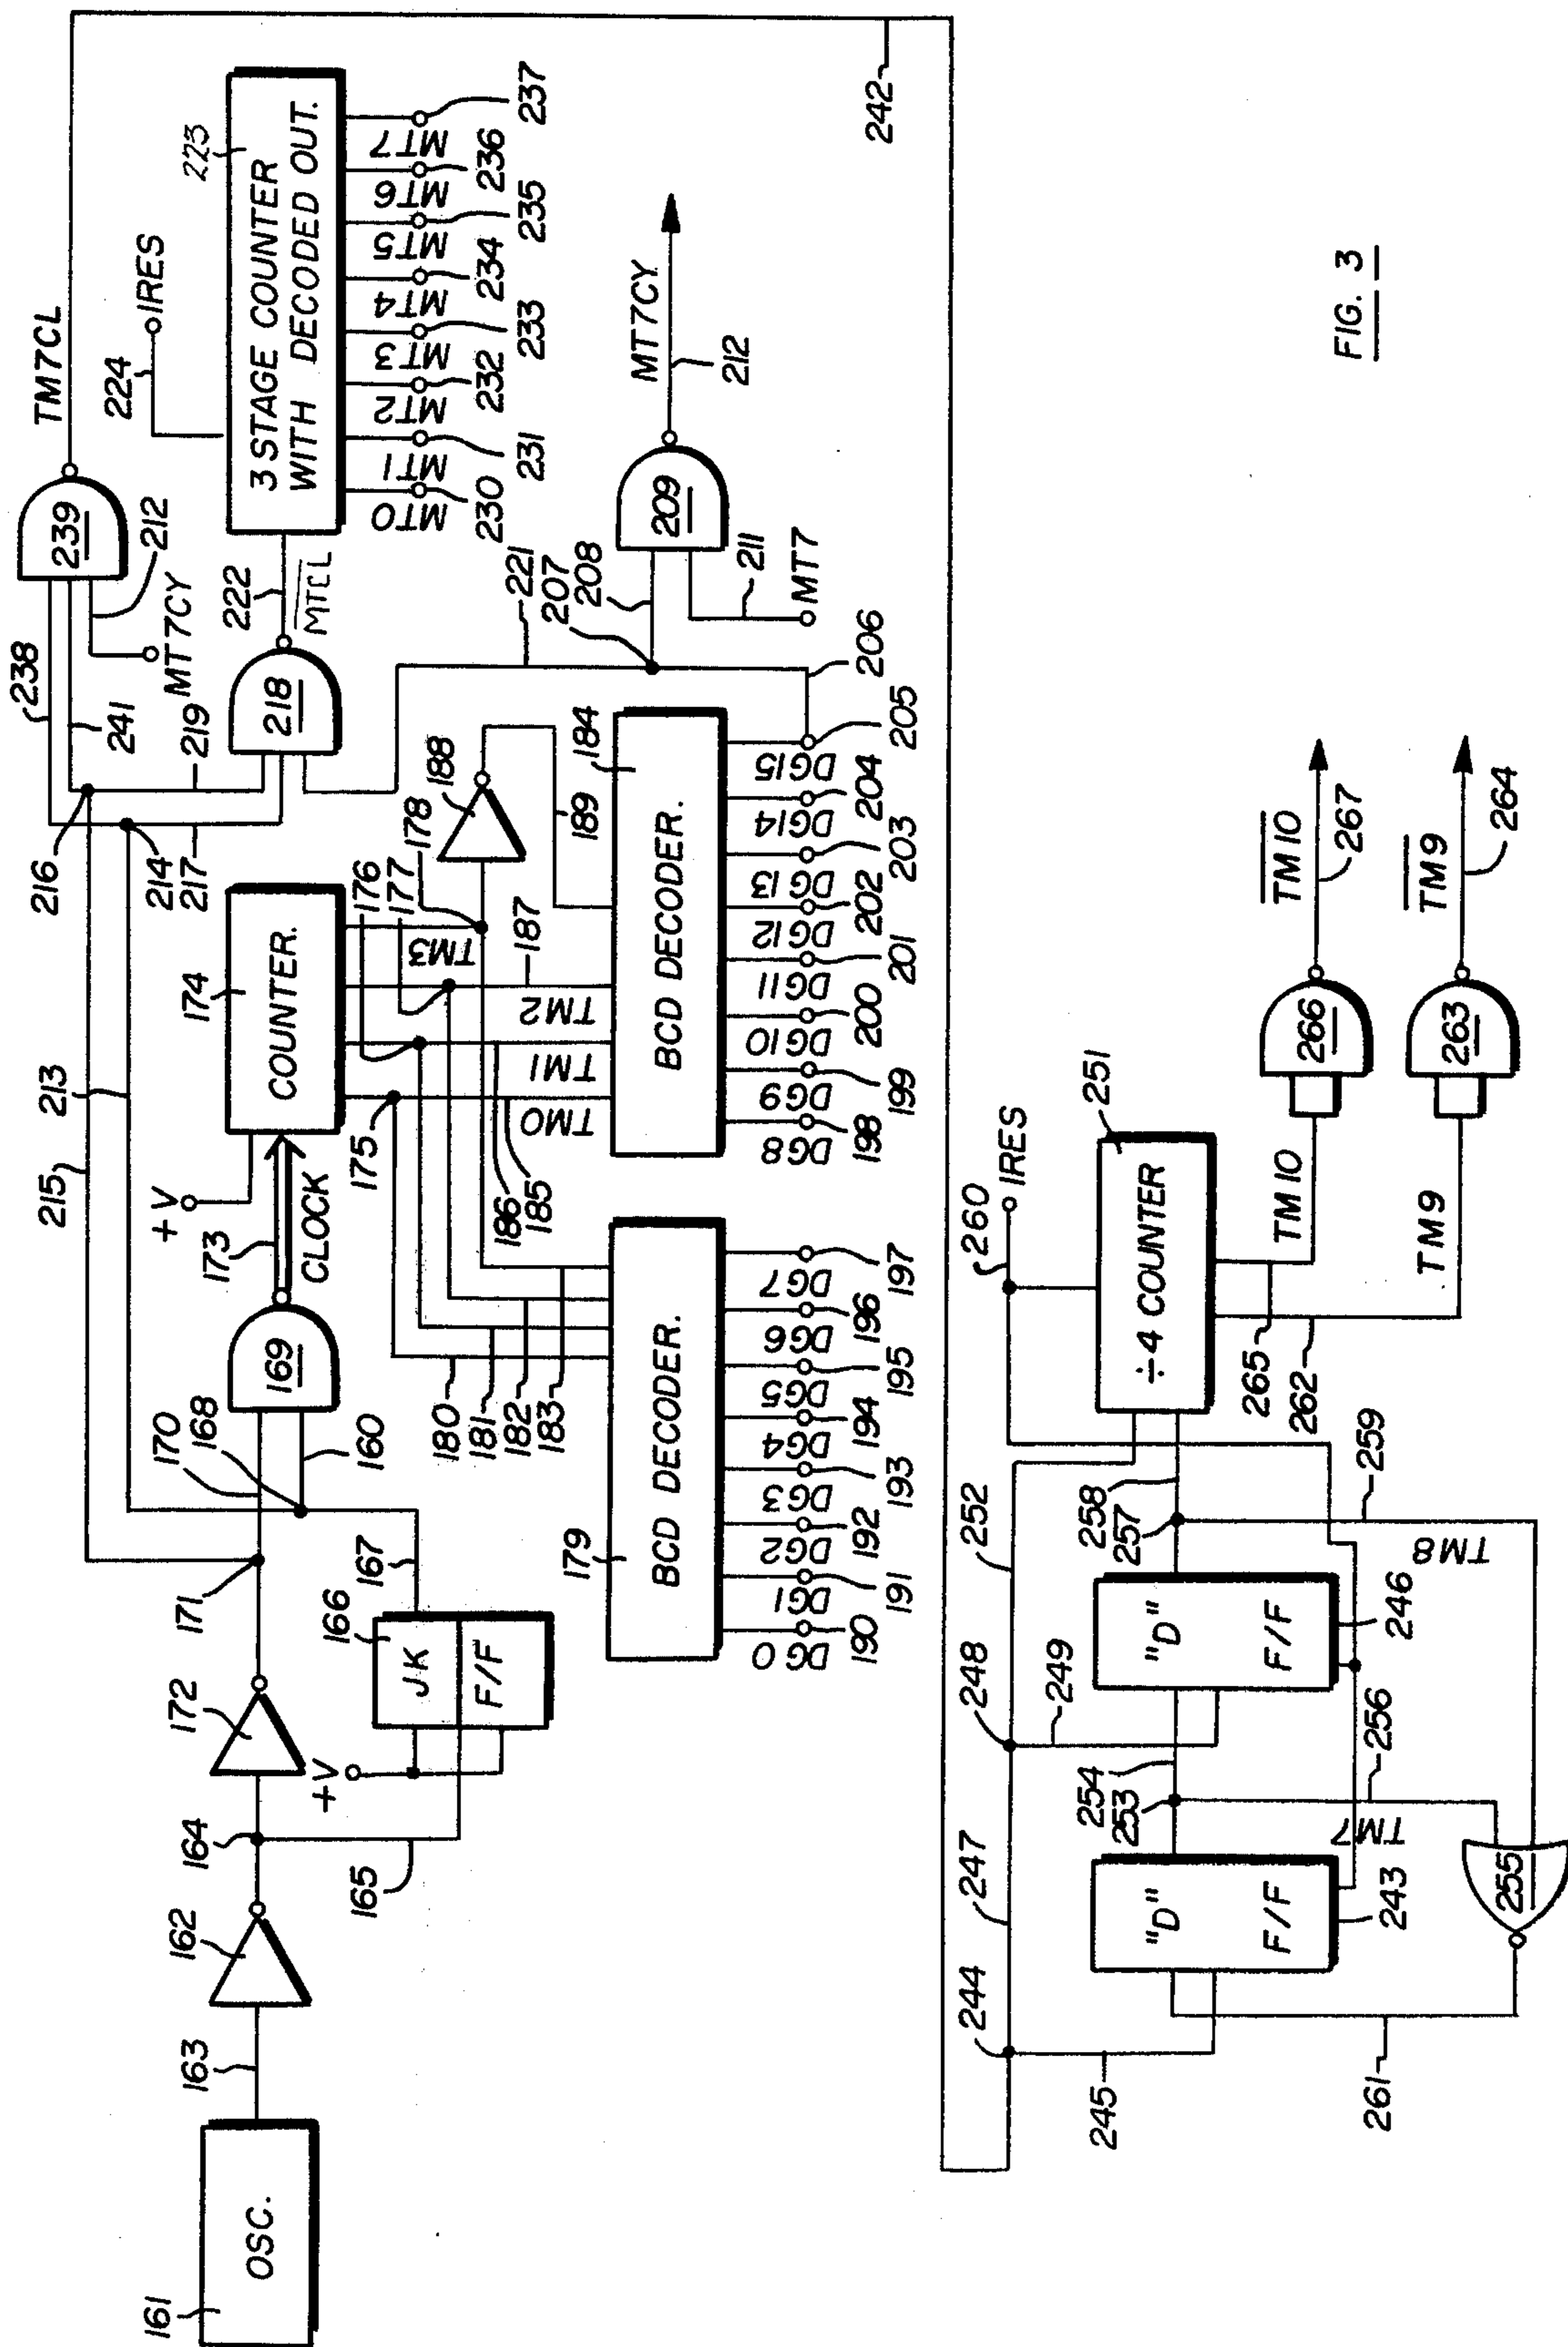 161
OSC.
163
162
164
165
172
+V
166
J-K
F/F
167
171
170
168
160
169
215
213
173
CLOCK
+V
174
COUNTER.
175
176
177
178
TM0
TM1
TM2
TM3
185
186
187
188
189
180
181
182
183
179
BCD DECODER.
DG0
DG1
DG2
DG3
DG4
DG5
DG6
DG7
190
191
192
193
194
195
196
197
184
BCD DECODER.
DG8
DG9
DG10
DG11
DG12
DG13
DG14
DG15
198
199
200
201
202
203
204
205
206
216
214
217
219
241
238
MT7CY
212
218
239
TM7CL
222
MTCL
221
207
208
209
211
MT7
MT7CY
212
224
IRES
223
3 STAGE COUNTER
WITH DECODED OUT.
MT0
MT1
MT2
MT3
MT4
MT5
MT6
MT7
230
231
232
233
234
235
236
237
242
244
245
247
248
249
252
"D"
F/F
243
253
254
TM7
256
"D"
F/F
246
257
258
TM8
259
255
261
260
IRES
251
÷4 COUNTER
265
262
TM10
TM9
266
263
TM10
267
TM9
264
FIG. 3